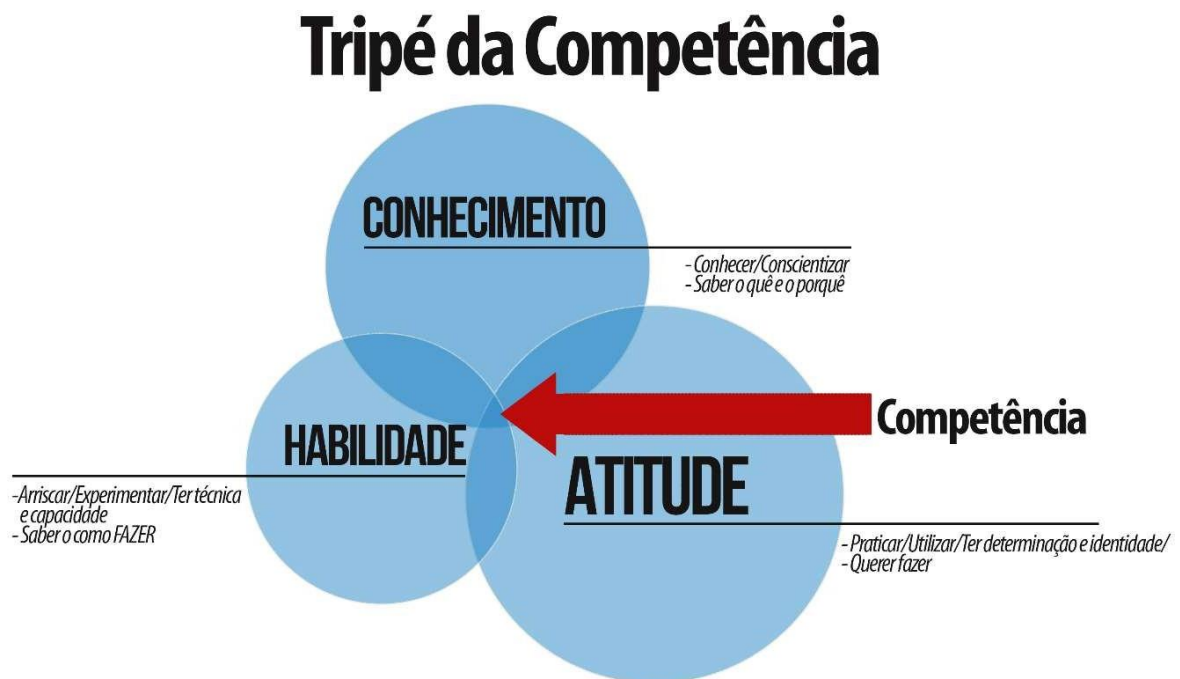 Tripé da Competência
CONHECIMENTO
- Conhecer/Conscientizar
- Saber o quê e o porquê
Competência
HABILIDADE
ATITUDE
-Arriscar/Experimentar/Ter técnica
e capacidade
- Saber o como FAZER
- Praticar/Utilizar/Ter determinação e identidade/
- Querer fazer